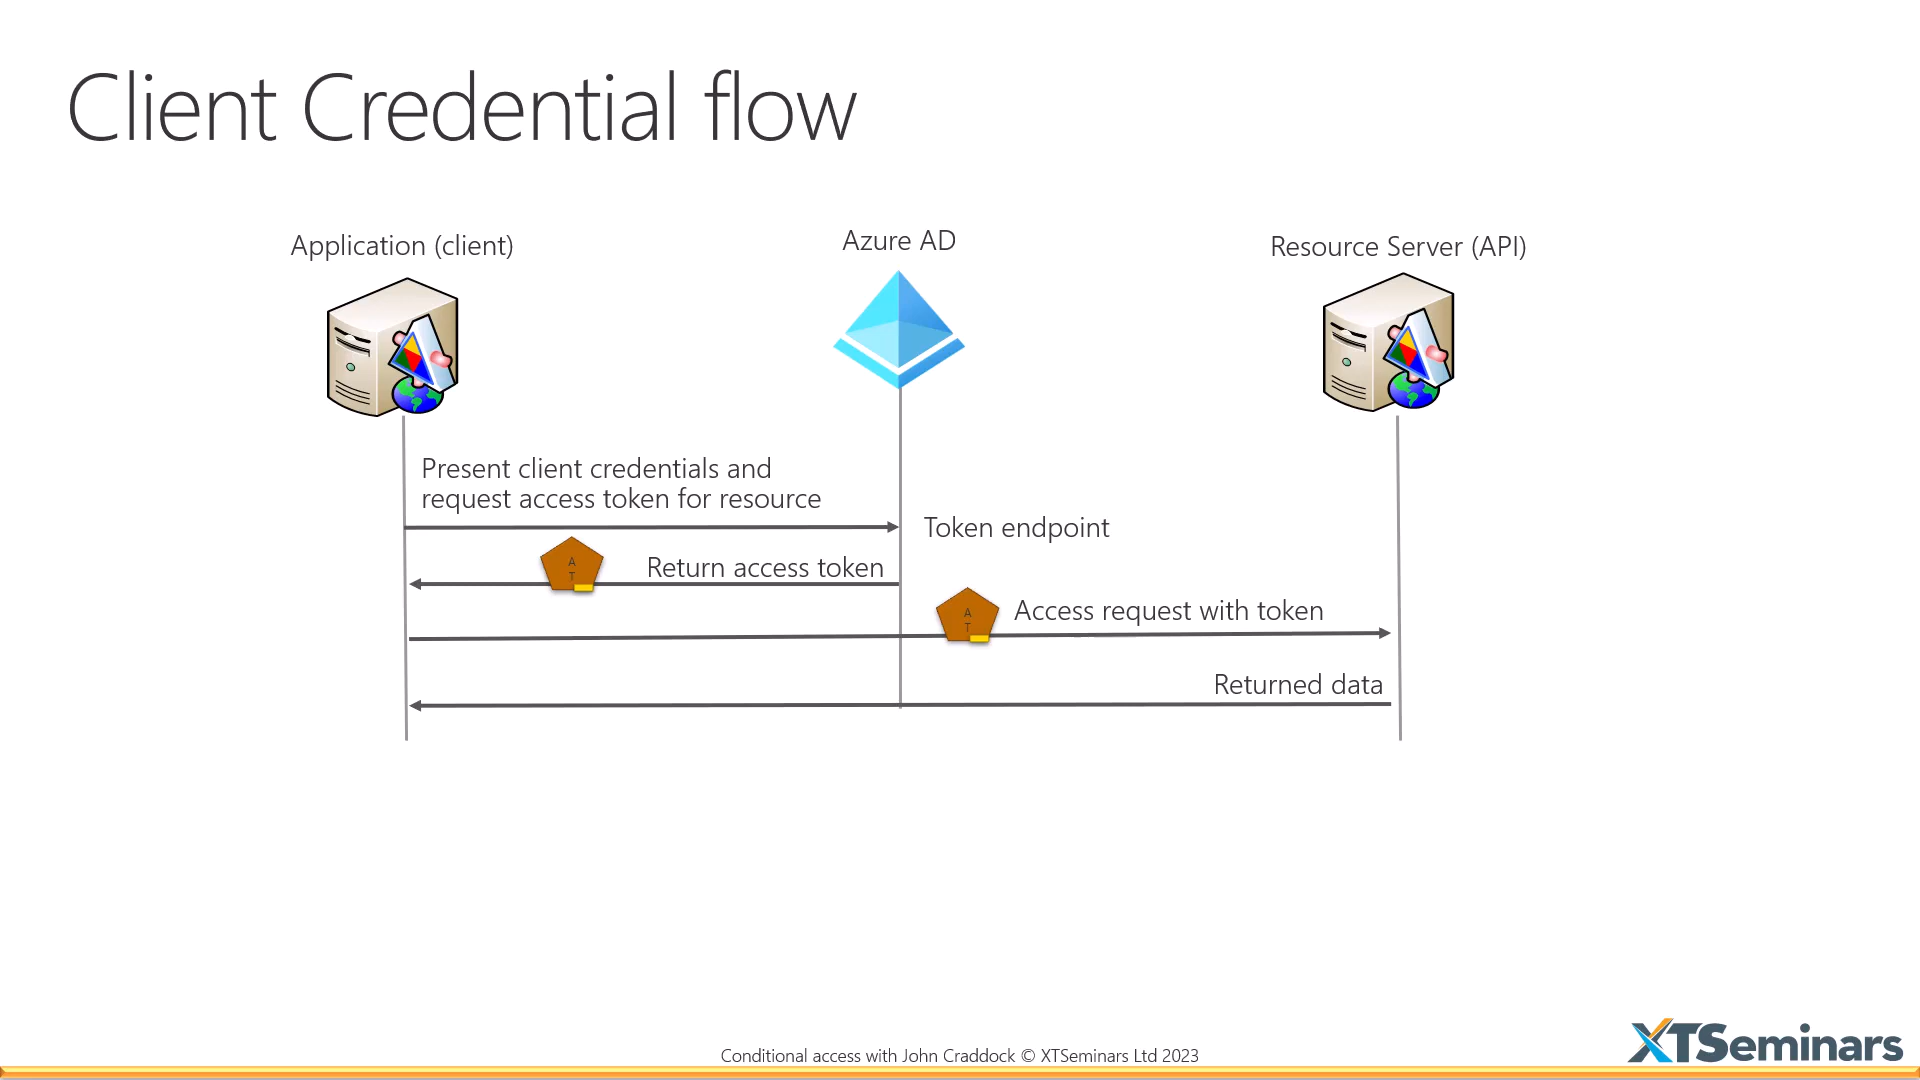 Client Credential flow
Application (client)
Azure AD
Resource Server (API)
Present client credentials and
request access token for resource
Token endpoint
A
T
Return access token
A
T
Access request with token
Returned data
Conditional access with John Craddock © XTSeminars Ltd 2023
XTSeminars